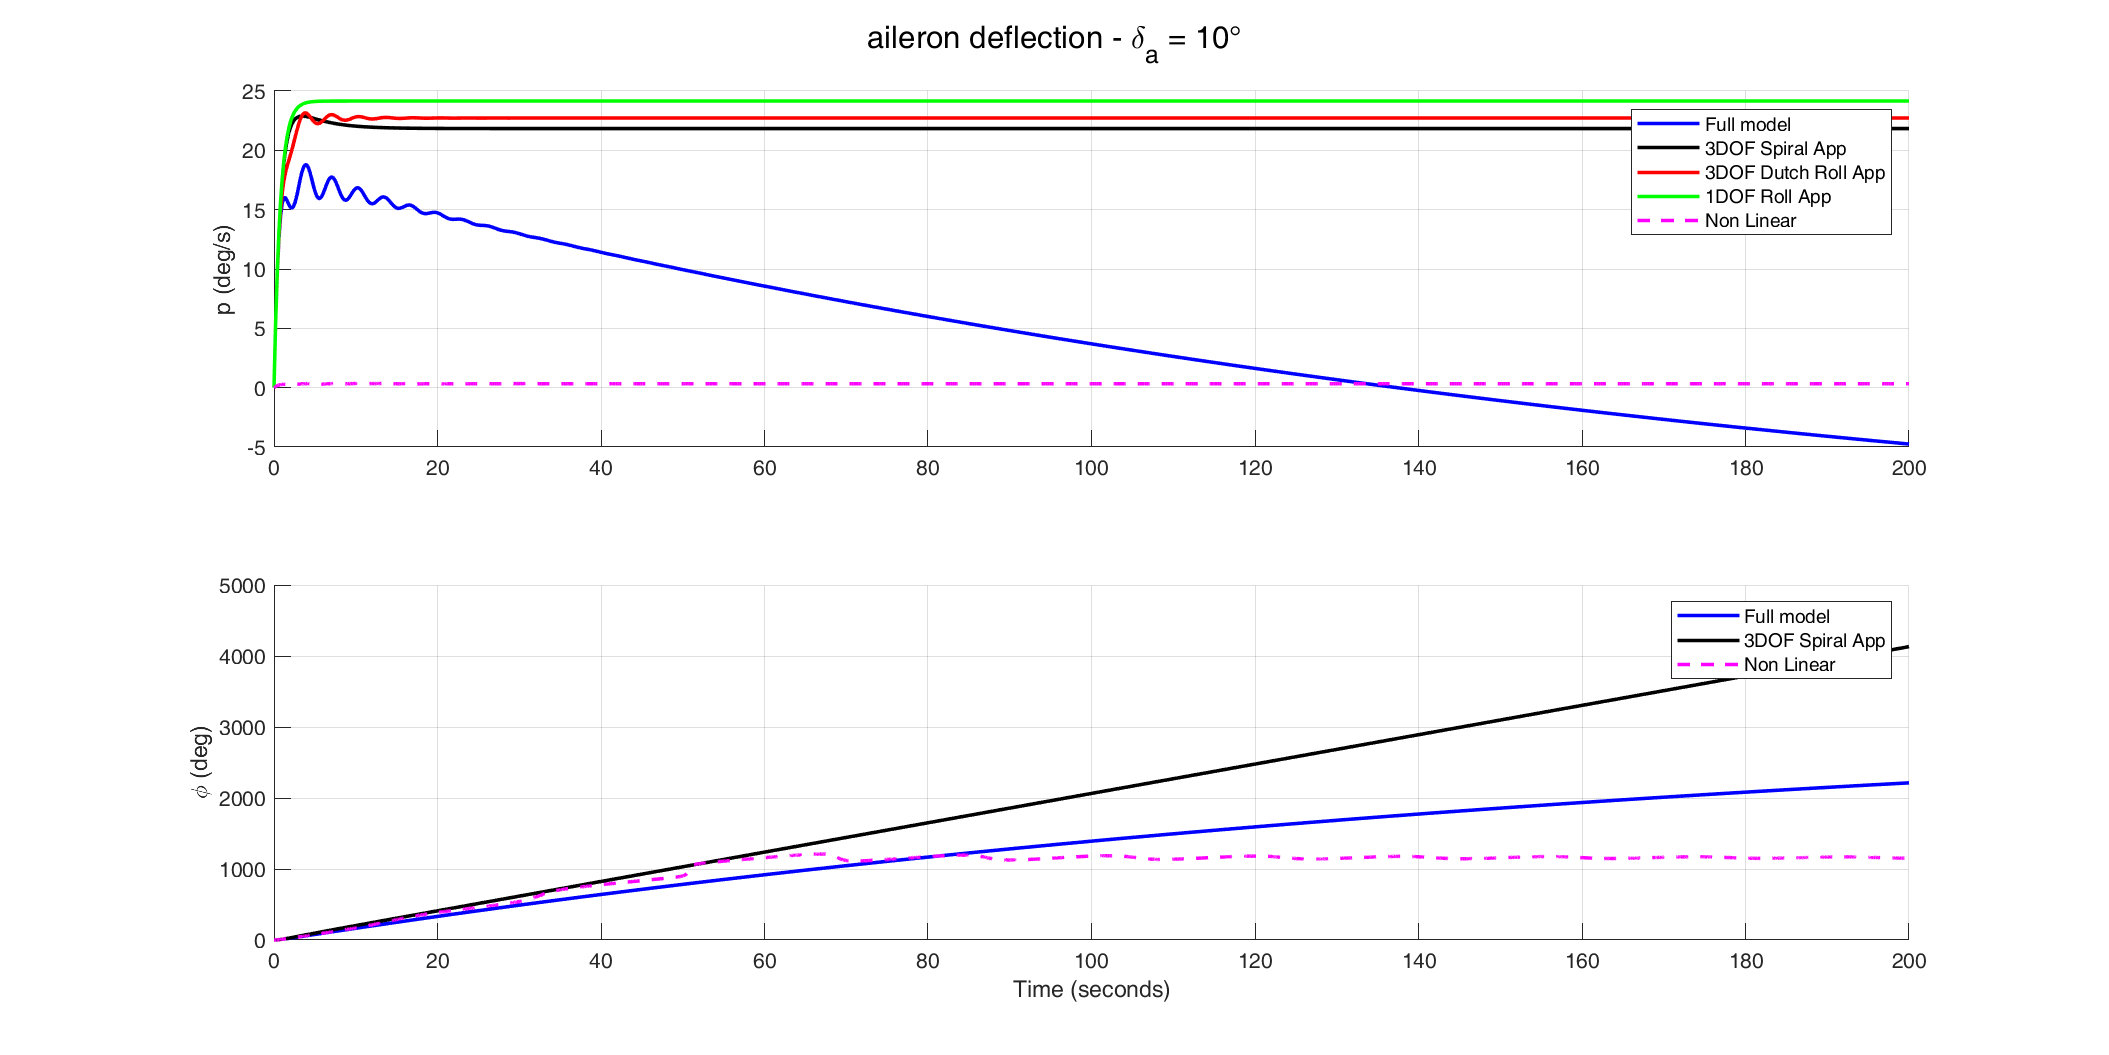 aileron deflection - δa = 10°
25
20
15
10
5
0
-5
p (deg/s)
0 20 40 60 80 100 120 140 160 180 200
Full model
3DOF Spiral App
3DOF Dutch Roll App
1DOF Roll App
Non Linear
5000
4000
3000
2000
1000
0
ϕ (deg)
0 20 40 60 80 100 120 140 160 180 200
Time (seconds)
Full model
3DOF Spiral App
Non Linear